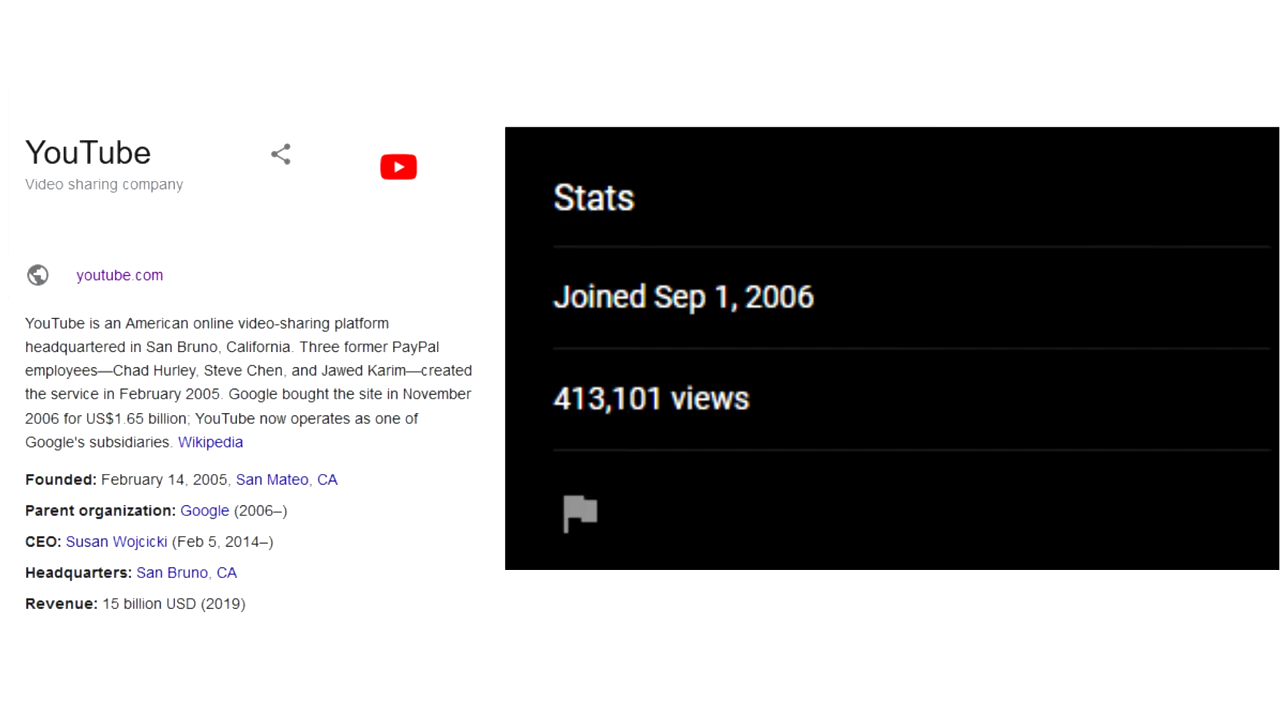 YouTube
Video sharing company
youtube.com
YouTube is an American online video-sharing platform
headquartered in San Bruno, California. Three former PayPal
employees—Chad Hurley, Steve Chen, and Jawed Karim—created
the service in February 2005. Google bought the site in November
2006 for US$1.65 billion; YouTube now operates as one of
Google's subsidiaries. Wikipedia
Founded: February 14, 2005, San Mateo, CA
Parent organization: Google (2006–)
CEO: Susan Wojcicki (Feb 5, 2014–)
Headquarters: San Bruno, CA
Revenue: 15 billion USD (2019)
Stats
Joined Sep 1, 2006
413,101 views